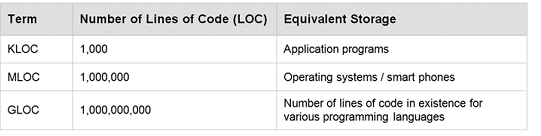 Term Number of Lines of Code (LOC) Equivalent Storage
KLOC 1,000 Application programs
MLOC 1,000,000 Operating systems / smart phones
GLOC 1,000,000,000 Number of lines of code in existence for
various programming languages